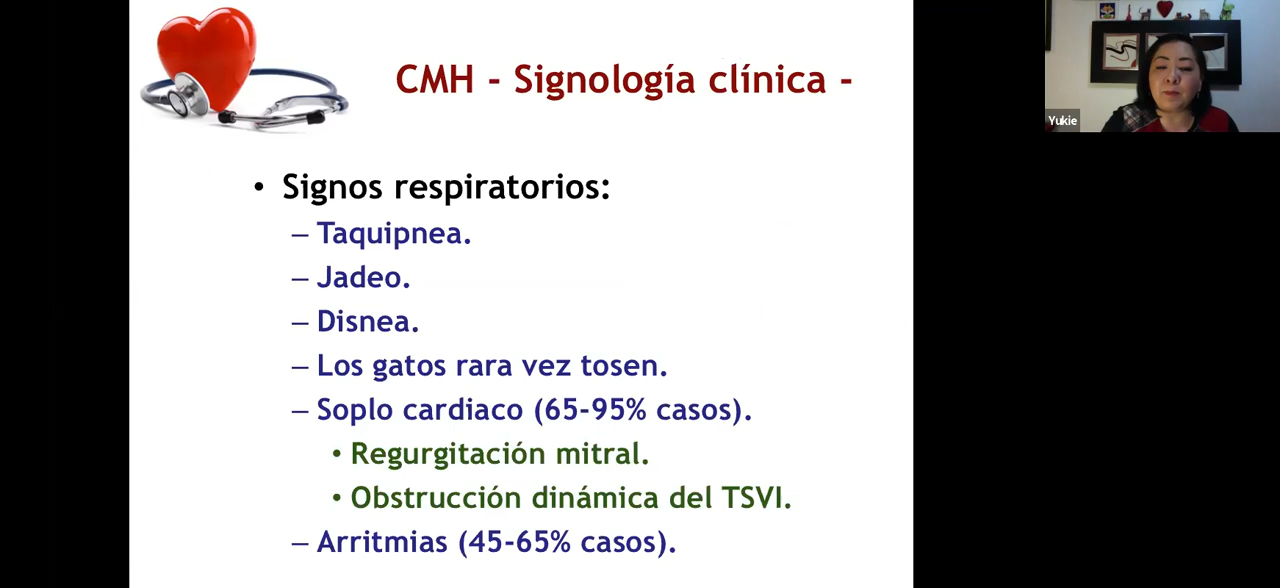 CMH - Signología clínica -
Yukie
• Signos respiratorios:
– Taquipnea.
– Jadeo.
– Disnea.
– Los gatos rara vez tosen.
– Soplo cardiaco (65-95% casos).
• Regurgitación mitral.
• Obstrucción dinámica del TSVI.
– Arritmias (45-65% casos).